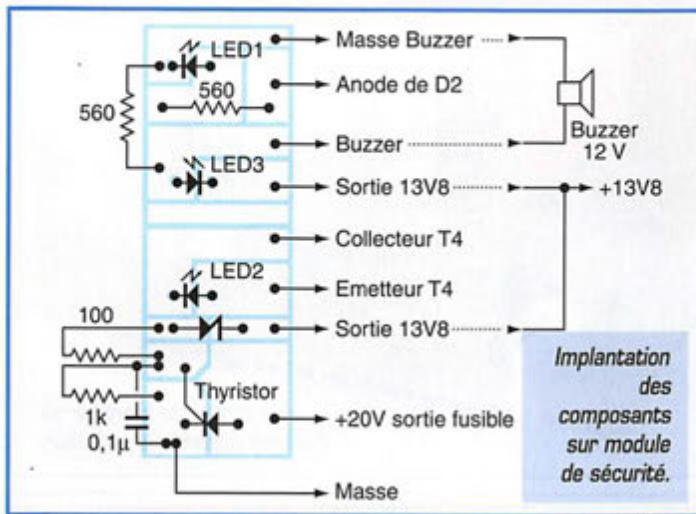 LED1
Masse Buzzer
560
560
Anode de D2
Buzzer
12 V
Buzzer
LED3
Sortie 13V8
+13V8
Collecteur T4
LED2
Emetteur T4
100
Sortie 13V8
Thyristor
1k
0,1µ
+20V sortie fusible
Masse
Implantation
des
composants
sur module
de sécurité.